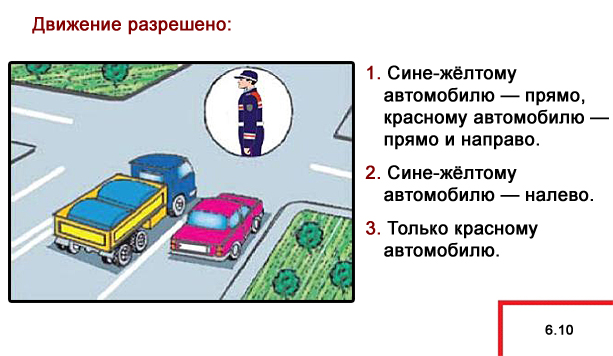 Движение разрешено:
1. Сине-жёлтому
автомобилю — прямо,
красному автомобилю —
прямо и направо.
2. Сине-жёлтому
автомобилю — налево.
3. Только красному
автомобилю.
6.10